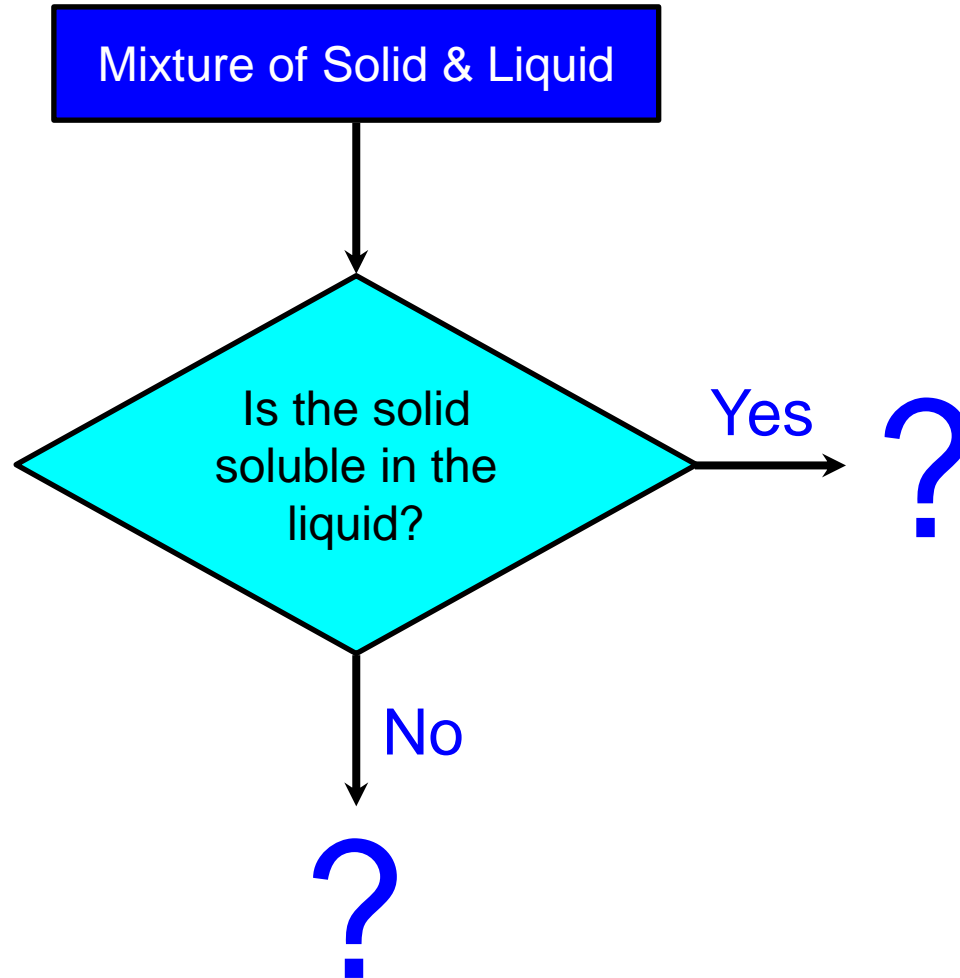 Mixture of Solid & Liquid
Is the solid
soluble in the
liquid?
Yes
?
No
?